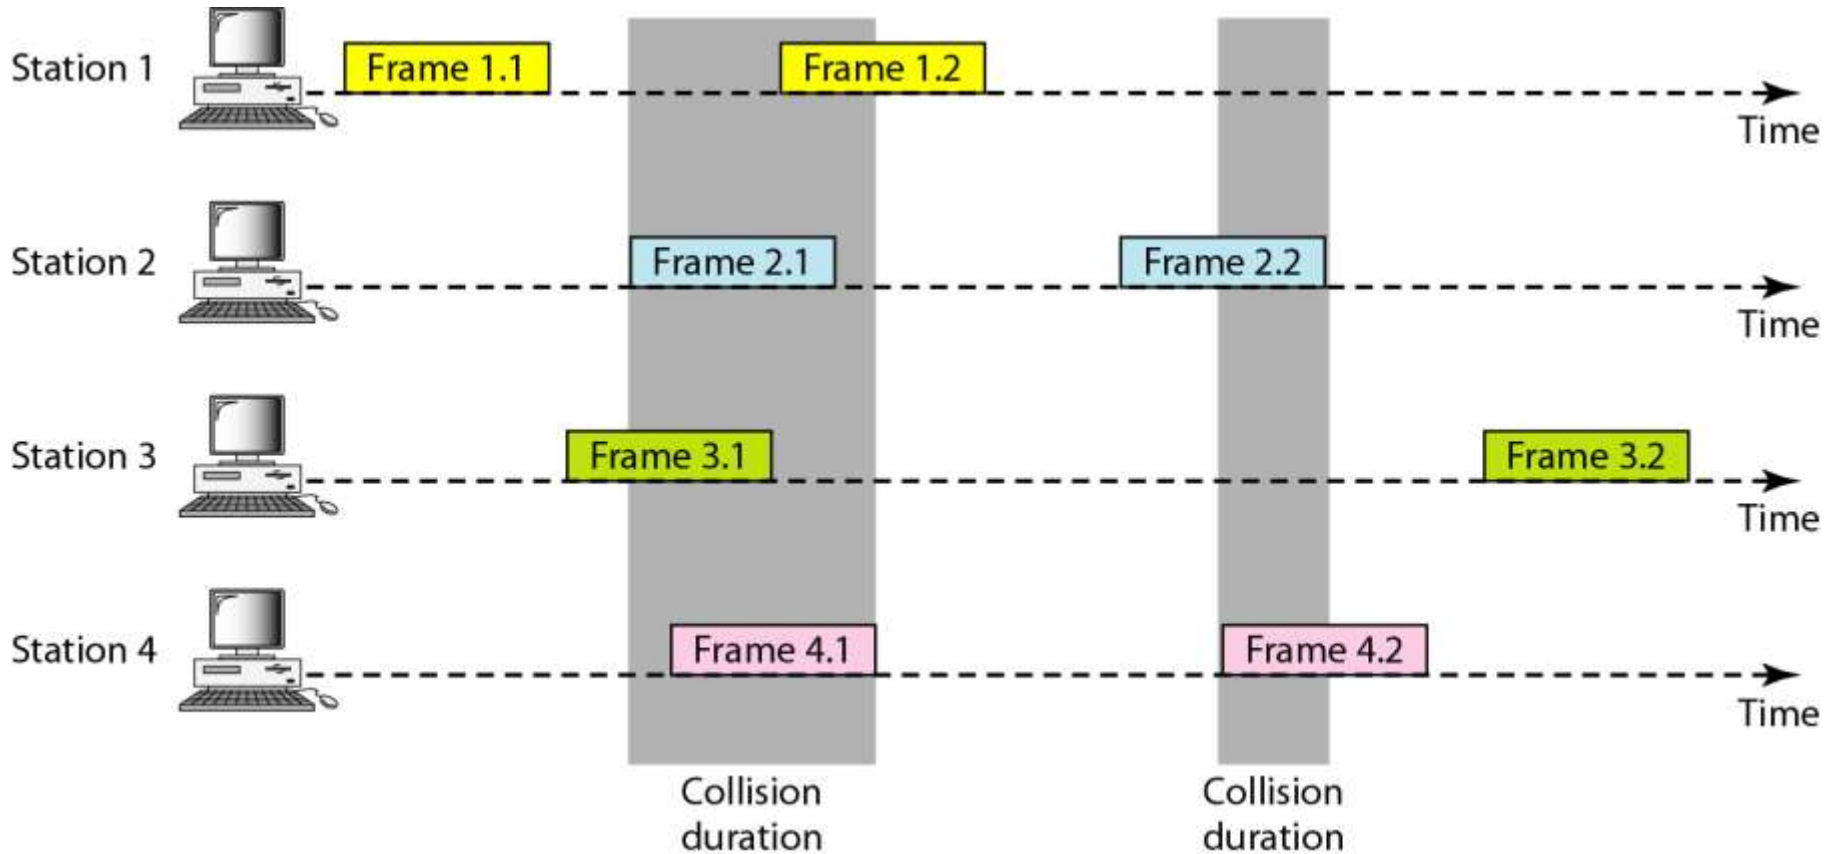 Station 1
Frame 1.1
Frame 1.2
Time
Station 2
Frame 2.1
Frame 2.2
Time
Station 3
Frame 3.1
Frame 3.2
Time
Station 4
Frame 4.1
Frame 4.2
Time
Collision
duration
Collision
duration